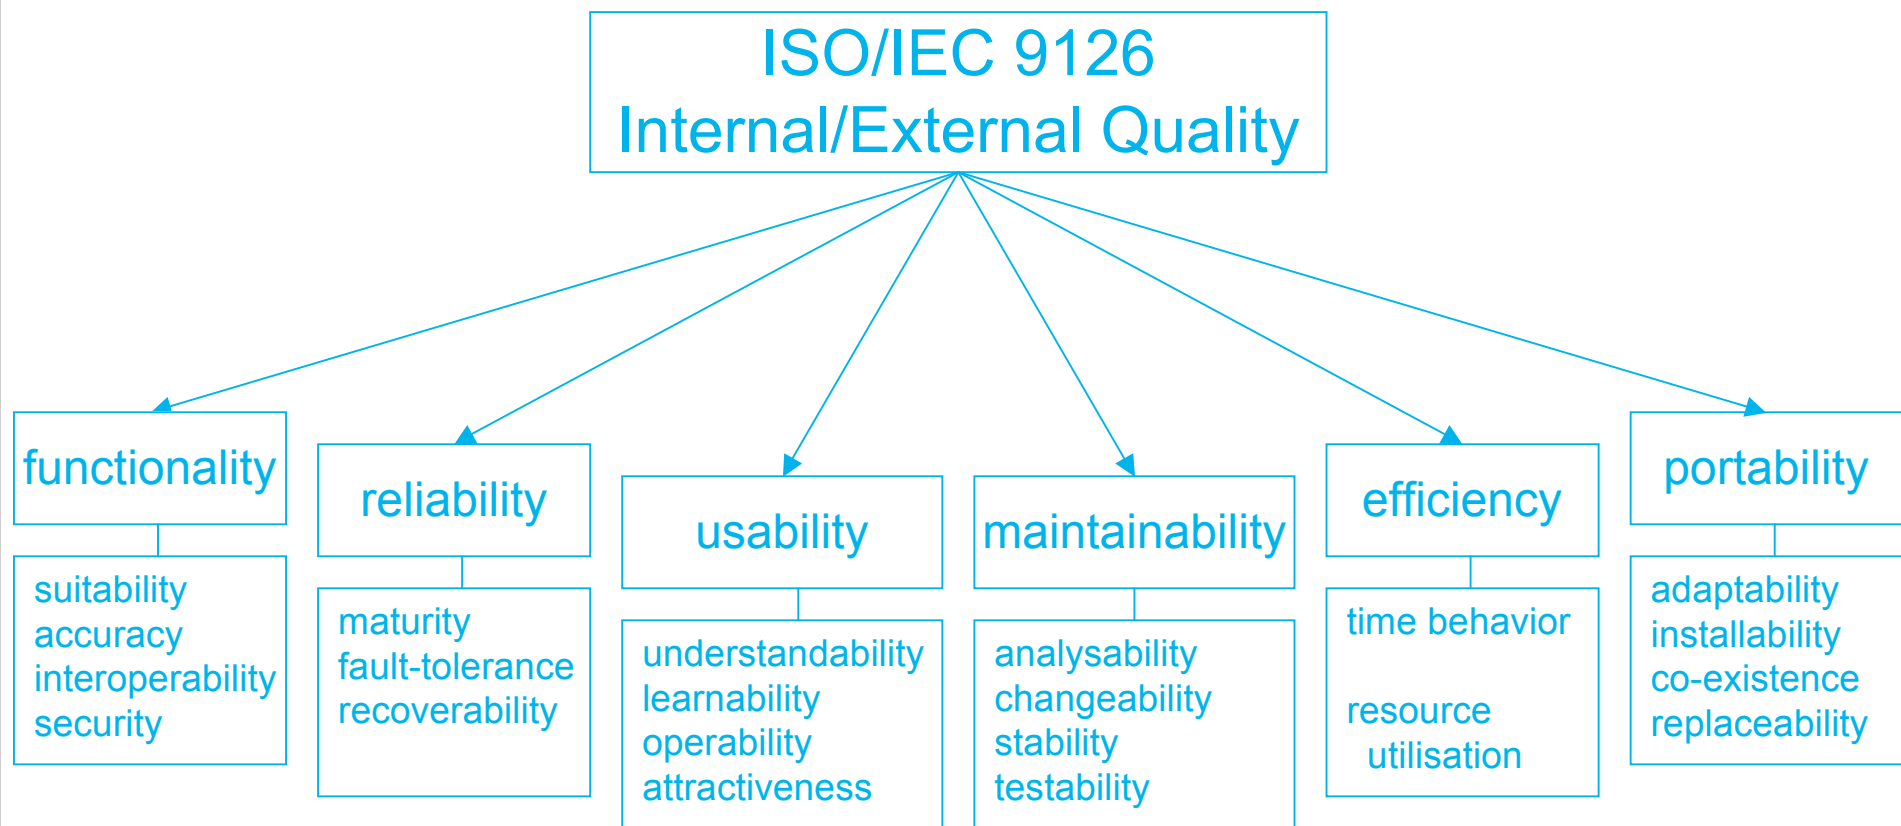 ISO/IEC 9126
Internal/External Quality
functionality
suitability
accuracy
interoperability
security
reliability
maturity
fault-tolerance
recoverability
usability
understandability
learnability
operability
attractiveness
maintainability
analysability
changeability
stability
testability
efficiency
time behavior
resource
utilisation
portability
adaptability
installability
co-existence
replaceability